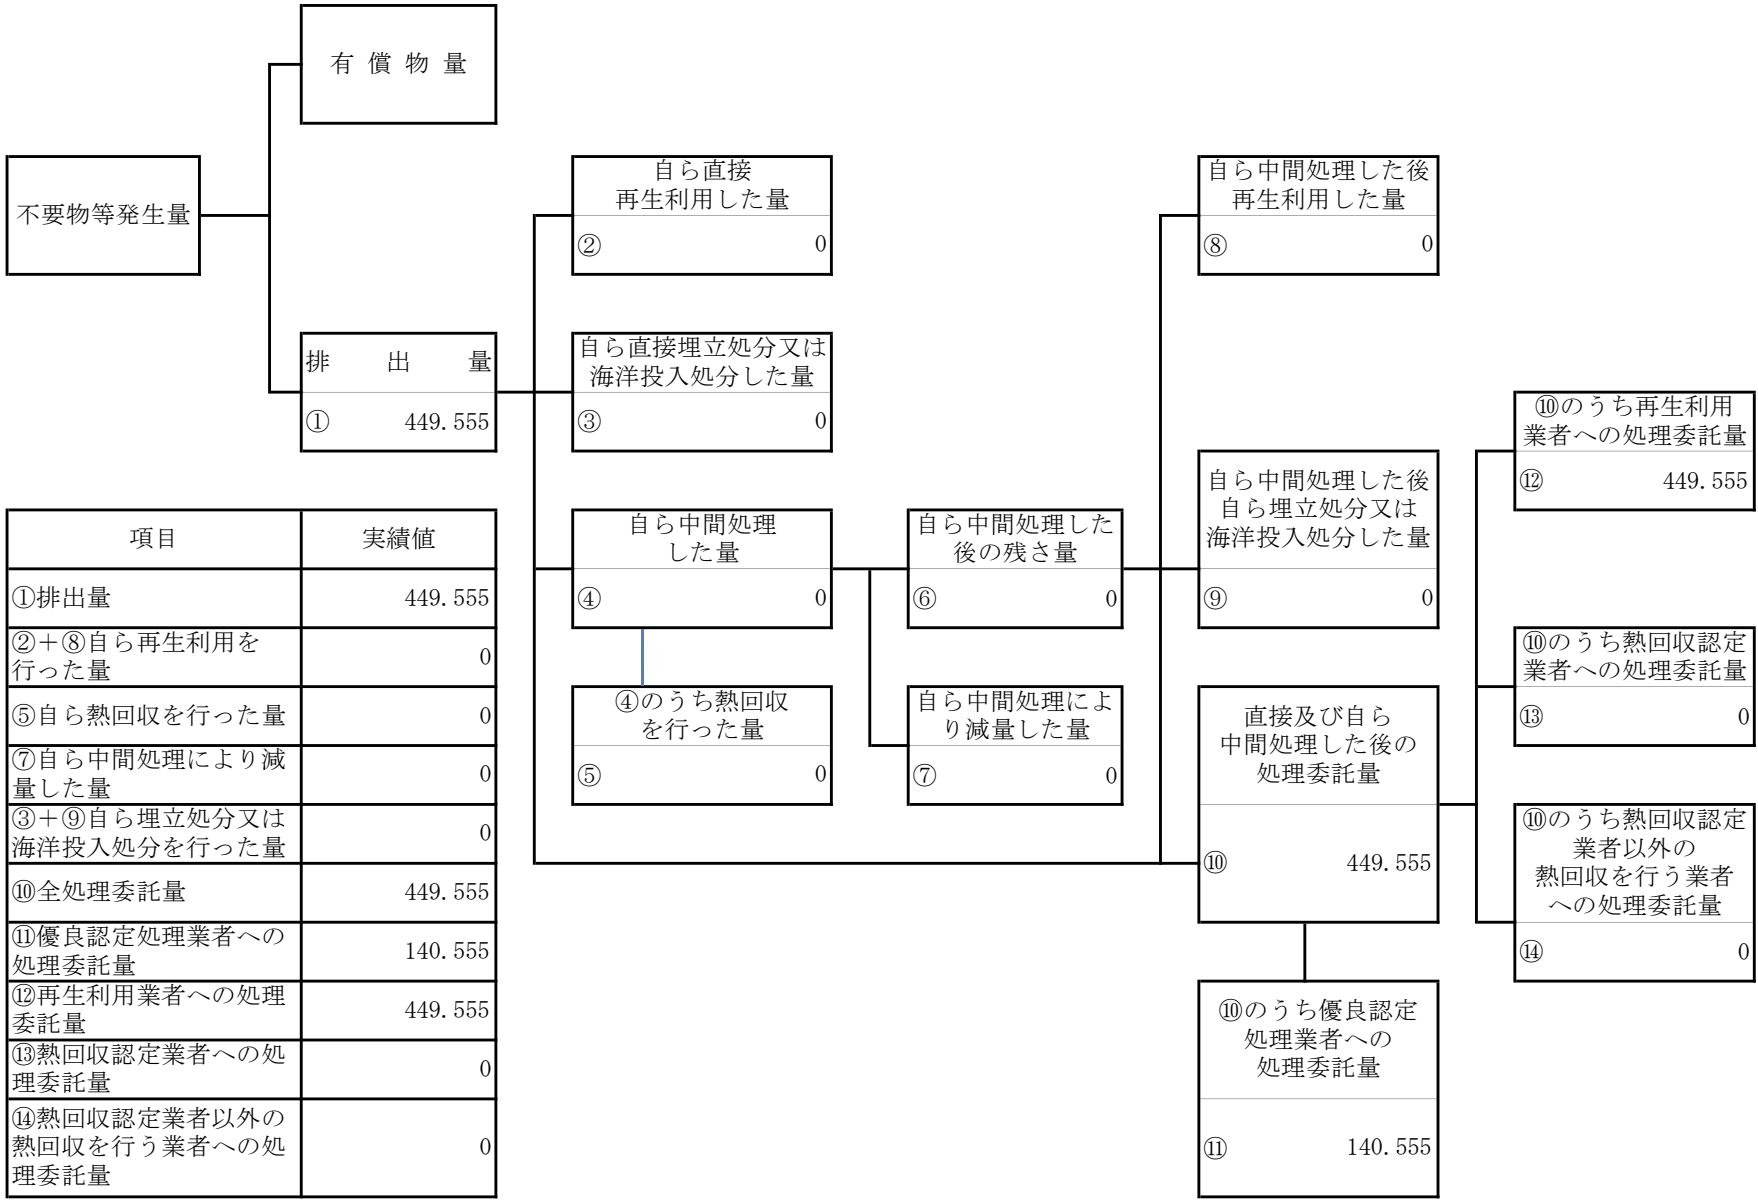 有 償 物 量
不要物等発生量
排 出 量
① 449.555
自ら直接
再生利用した量
② 0
自ら直接埋立処分又は
海洋投入処分した量
③ 0
自ら中間処理
した量
④ 0
④のうち熱回収
を行った量
⑤ 0
自ら中間処理した
後の残さ量
⑥ 0
自ら中間処理によ
り減量した量
⑦ 0
自ら中間処理した後
再生利用した量
⑧ 0
自ら中間処理した後
自ら埋立処分又は
海洋投入処分した量
⑨ 0
直接及び自ら
中間処理した後の
処理委託量
⑩ 449.555
⑩のうち優良認定
処理業者への
処理委託量
⑪ 140.555
⑩のうち再生利用
業者への処理委託量
⑫ 449.555
⑩のうち熱回収認定
業者への処理委託量
⑬ 0
⑩のうち熱回収認定
業者以外の
熱回収を行う業者
への処理委託量
⑭ 0
項目 実績値
①排出量 449.555
②＋⑧自ら再生利用を
行った量 0
⑤自ら熱回収を行った量 0
⑦自ら中間処理により減
量した量 0
③＋⑨自ら埋立処分又は
海洋投入処分を行った量 0
⑩全処理委託量 449.555
⑪優良認定処理業者への
処理委託量 140.555
⑫再生利用業者への処理
委託量 449.555
⑬熱回収認定業者への処
理委託量 0
⑭熱回収認定業者以外の
熱回収を行う業者への処
理委託量 0